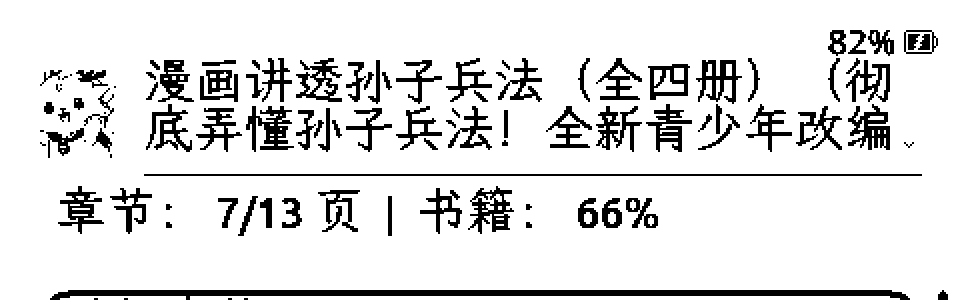 82%
漫画讲透孙子兵法（全四册）（彻
底弄懂孙子兵法！全新青少年改编
章节： 7/13 页 | 书籍： 66%